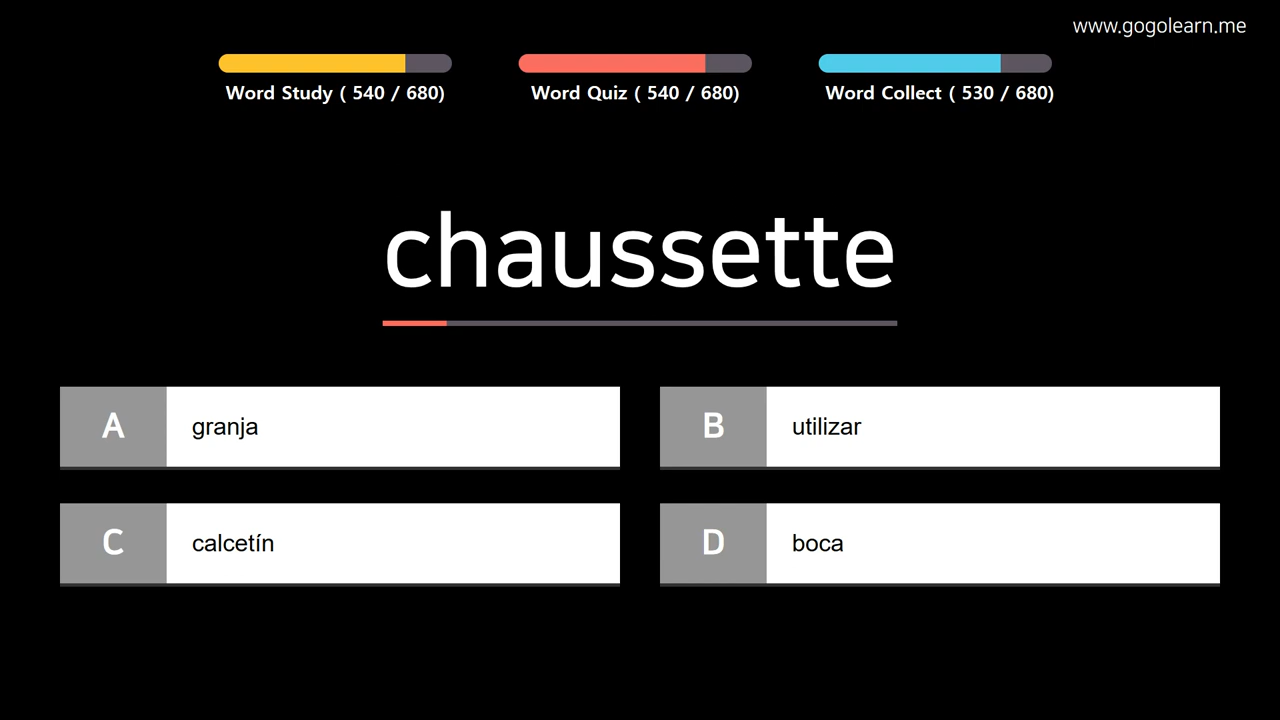 www.gogolearn.me
Word Study ( 540 / 680)
Word Quiz ( 540 / 680)
Word Collect ( 530 / 680)
chaussette
A granja
B utilizar
C calcetín
D boca